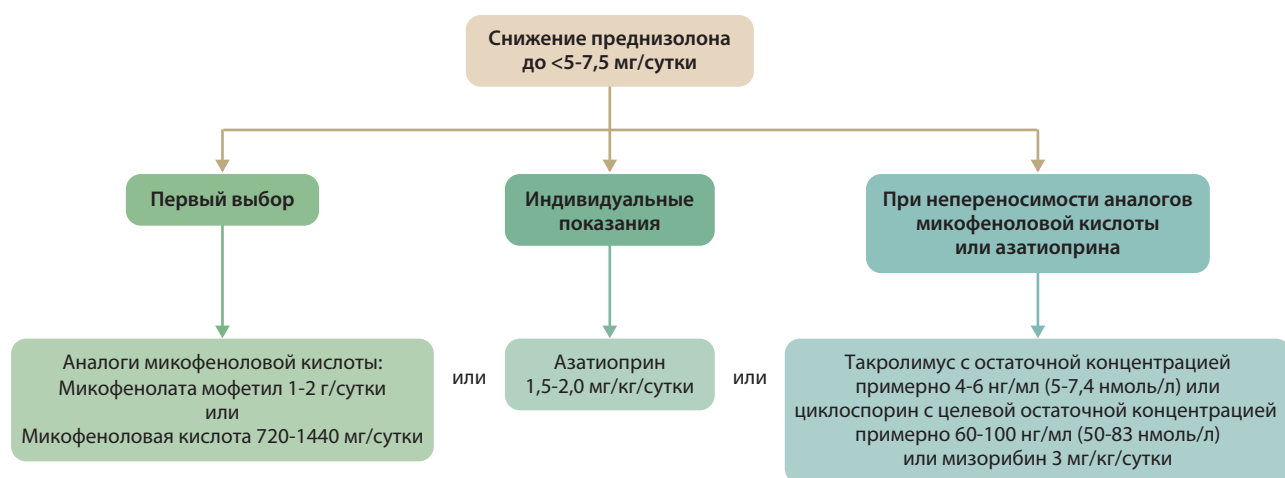 Снижение преднизолона
до <5-7,5 мг/сутки
Первый выбор
Индивидуальные
показания
При непереносимости аналогов
микофеноловой кислоты
или азатиоприна
Аналоги микофеноловой кислоты:
Микофенолата мофетил 1-2 г/сутки
или
Микофеноловая кислота 720-1440 мг/сутки
или
Азатиоприн
1,5-2,0 мг/кг/сутки
или
Такролимус с остаточной концентрацией
примерно 4-6 нг/мл (5-7,4 нмоль/л) или
циклоспорин с целевой остаточной концентрацией
примерно 60-100 нг/мл (50-83 нмоль/л)
или мизорибин 3 мг/кг/сутки